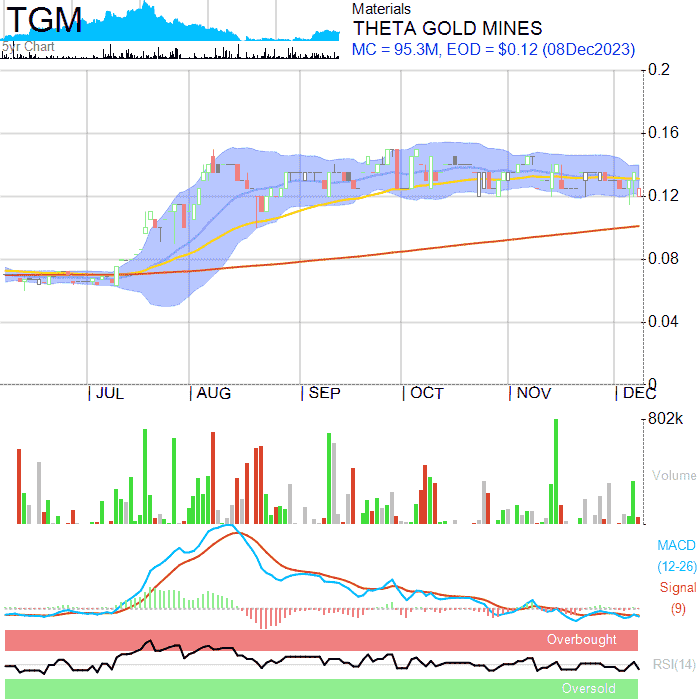 TGM
5yr Chart
Materials
THETA GOLD MINES
MC = 95.3M, EOD = $0.12 (08Dec2023)
0.2
0.16
0.12
0.08
0.04
0
JUL AUG SEP OCT NOV DEC
802k
Volume
MACD
(12-26)
Signal
(9)
Overbought
RSI(14)
Oversold